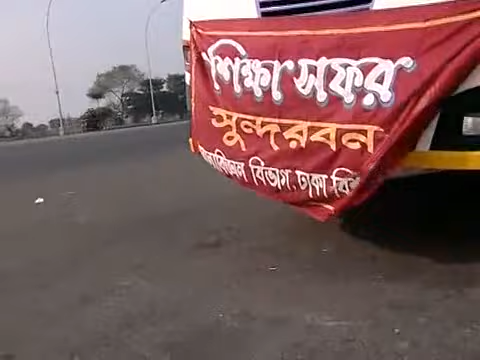 শিক্ষা সফর
সুন্দরবন
বিভাগ, ঢাকা